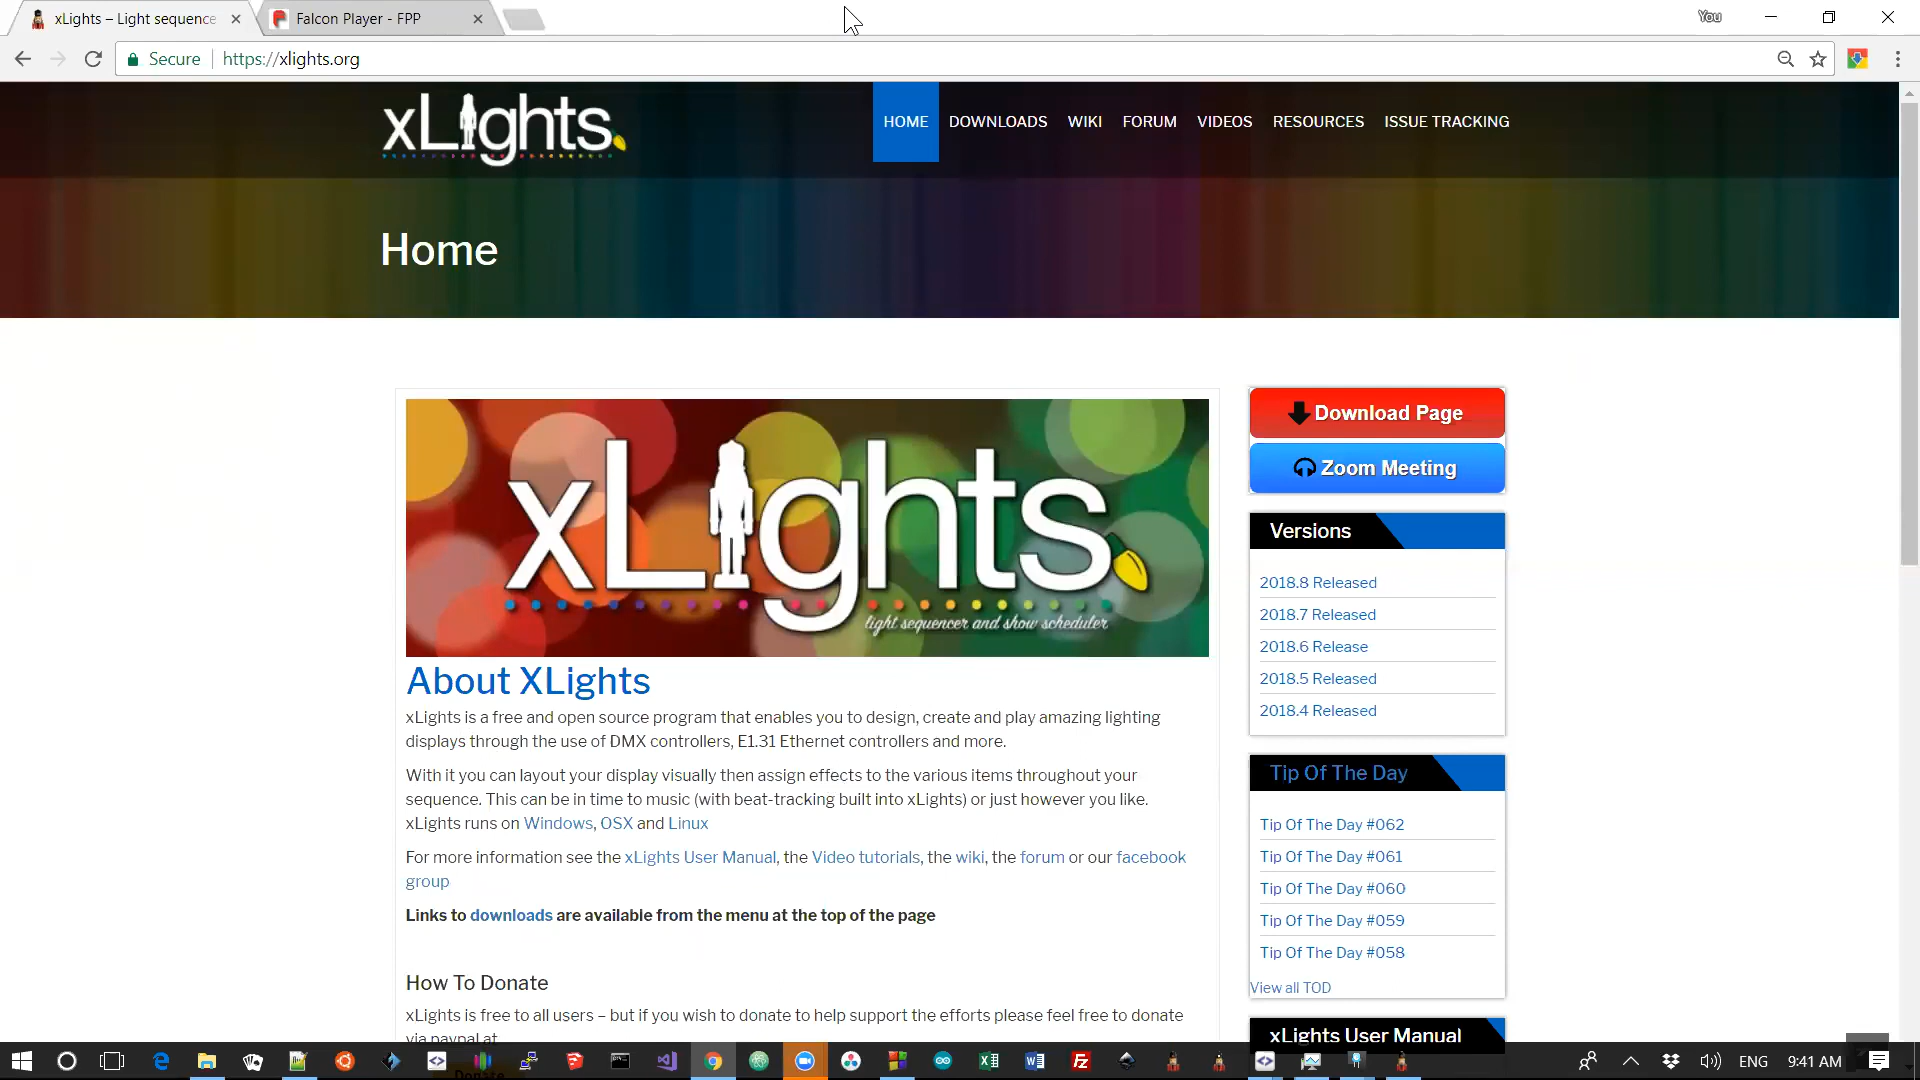 xLights – Light sequence
Falcon Player - FPP
You
Secure
https://xlights.org
xLights
HOME
DOWNLOADS
WIKI
FORUM
VIDEOS
RESOURCES
ISSUE TRACKING
Home
xLights
light sequencer and show scheduler
About XLights
xLights is a free and open source program that enables you to design, create and play amazing lighting
displays through the use of DMX controllers, E1.31 Ethernet controllers and more.
With it you can layout your display visually then assign effects to the various items throughout your
sequence. This can be in time to music (with beat-tracking built into xLights) or just however you like.
xLights runs on Windows, OSX and Linux
For more information see the xLights User Manual, the Video tutorials, the wiki, the forum or our facebook
group
Links to downloads are available from the menu at the top of the page
How To Donate
xLights is free to all users – but if you wish to donate to help support the efforts please feel free to donate
via paypal at
Donate
Download Page
Zoom Meeting
Versions
2018.8 Released
2018.7 Released
2018.6 Release
2018.5 Released
2018.4 Released
Tip Of The Day
Tip Of The Day #062
Tip Of The Day #061
Tip Of The Day #060
Tip Of The Day #059
Tip Of The Day #058
View all TOD
xLights User Manual
ENG
9:41 AM